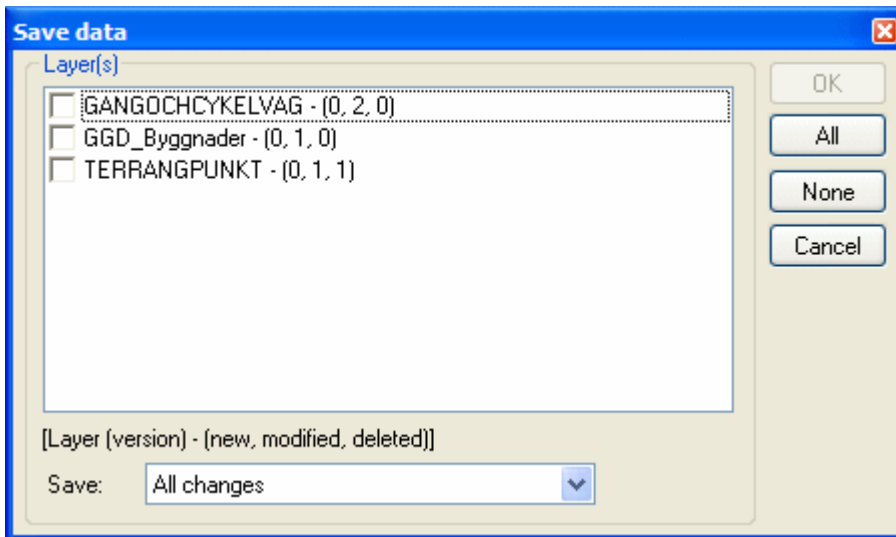 Save data
Layer(s)
GANGOCHCYKELVAG - (0, 2, 0)
GGD_Byggnader - (0, 1, 0)
TERRANGPUNKT - (0, 1, 1)
[Layer (version) - (new, modified, deleted)]
Save: All changes
OK
All
None
Cancel